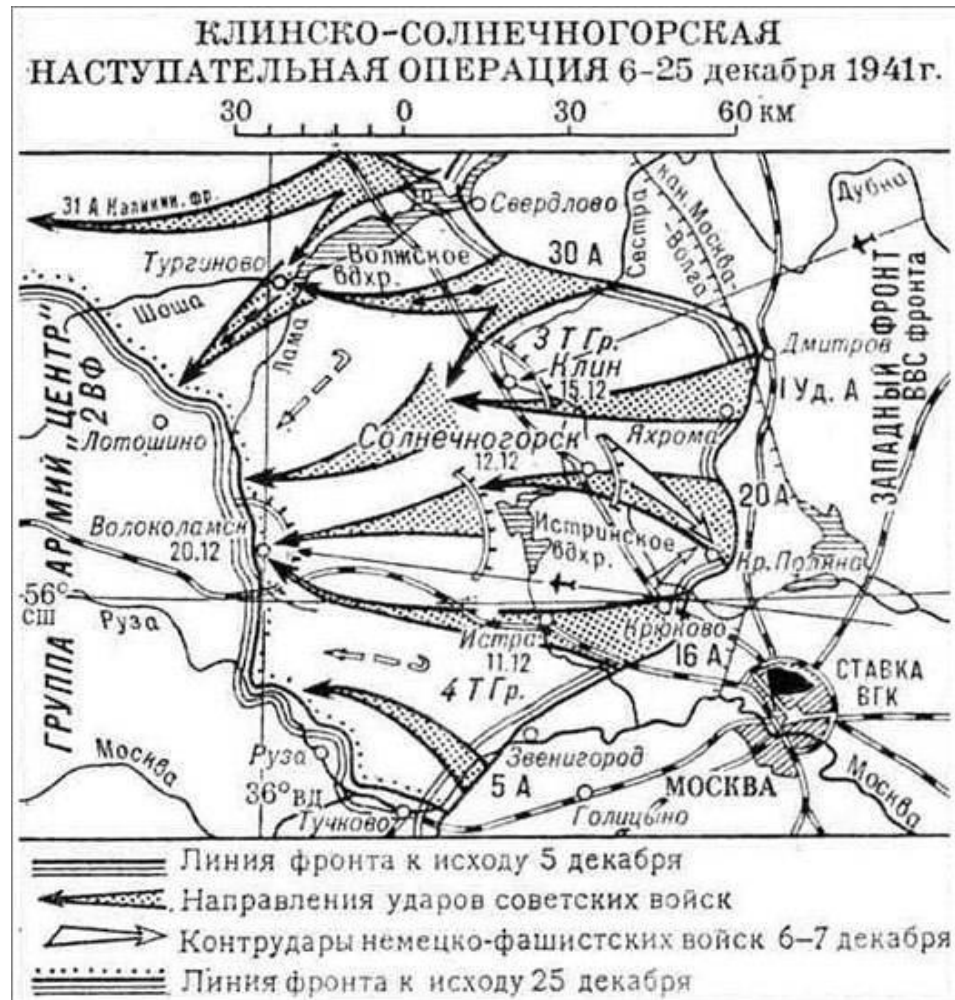 КЛИНСКО-СОЛНЕЧНОГОРСКАЯ
НАСТУПАТЕЛЬНАЯ ОПЕРАЦИЯ 6-25 декабря 1941г.
30 0 30 60 км
31 А Калинин. фр.
Свердлово
Сестра
кан. Москва-
-Волга
Дубна
Тургиново
Волжское
вдхр.
30 А
Шоша
Лама
3 Т Гр.
Клин
15.12
Дмитров
1 Уд. А
ЗАПАДНЫЙ ФРОНТ
ВВС фронта
ГРУППА АРМИЙ „ЦЕНТР"
2 ВФ
Лотошино
Яхрома
Солнечногорск
12.12
20 А
Волоколамск
20.12
Истринское
вдхр.
Кр. Поляна
56°
СШ
Руза
Истра
11.12
Крюково
16 А
4 Т Гр.
СТАВКА
ВГК
Москва
Руза
Звенигород
5 А
МОСКВА
Москва
36° ВД
Тучково
Голицыно
Линия фронта к исходу 5 декабря
Направления ударов советских войск
Контрудары немецко-фашистских войск 6-7 декабря
Линия фронта к исходу 25 декабря